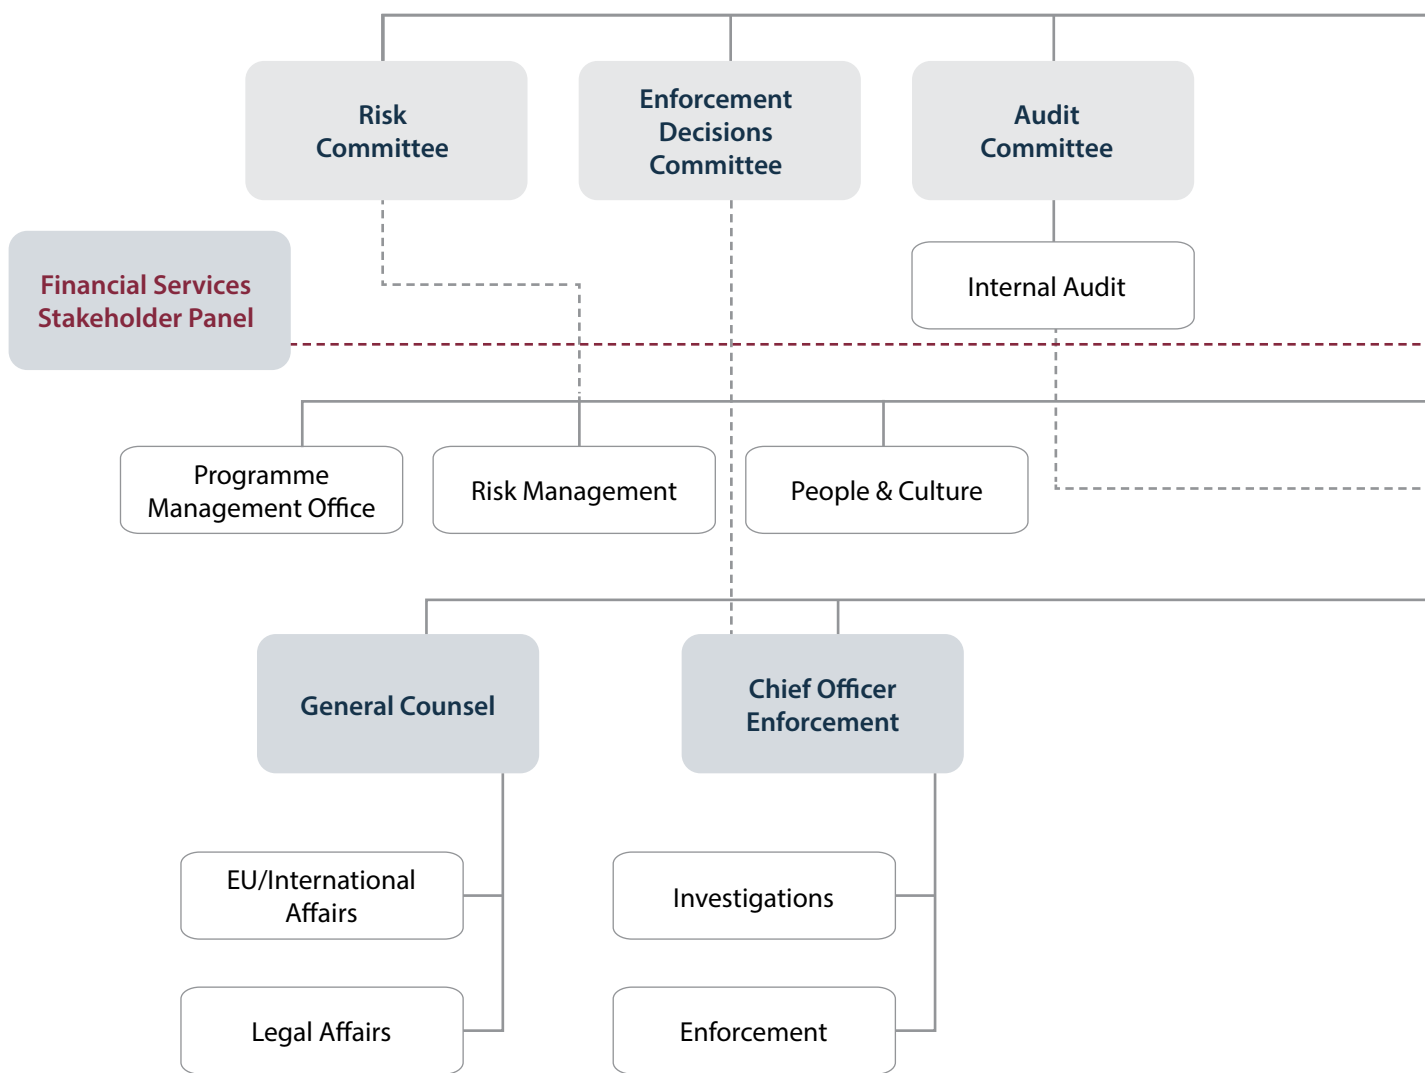 Risk
Committee
Enforcement
Decisions
Committee
Audit
Committee
Financial Services
Stakeholder Panel
Internal Audit
Programme
Management Office
Risk Management
People & Culture
General Counsel
Chief Officer
Enforcement
EU/International
Affairs
Investigations
Legal Affairs
Enforcement